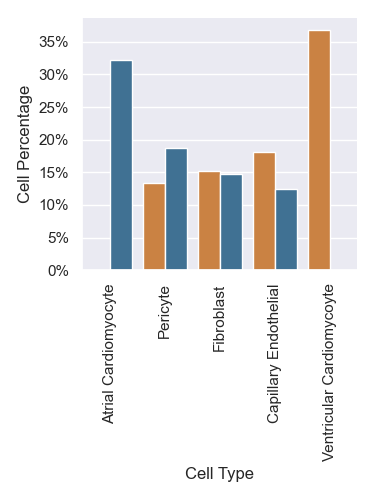 Cell Percentage
35%
30%
25%
20%
15%
10%
5%
0%
Atrial Cardiomyocyte
Pericyte
Fibroblast
Capillary Endothelial
Ventricular Cardiomycoyte
Cell Type